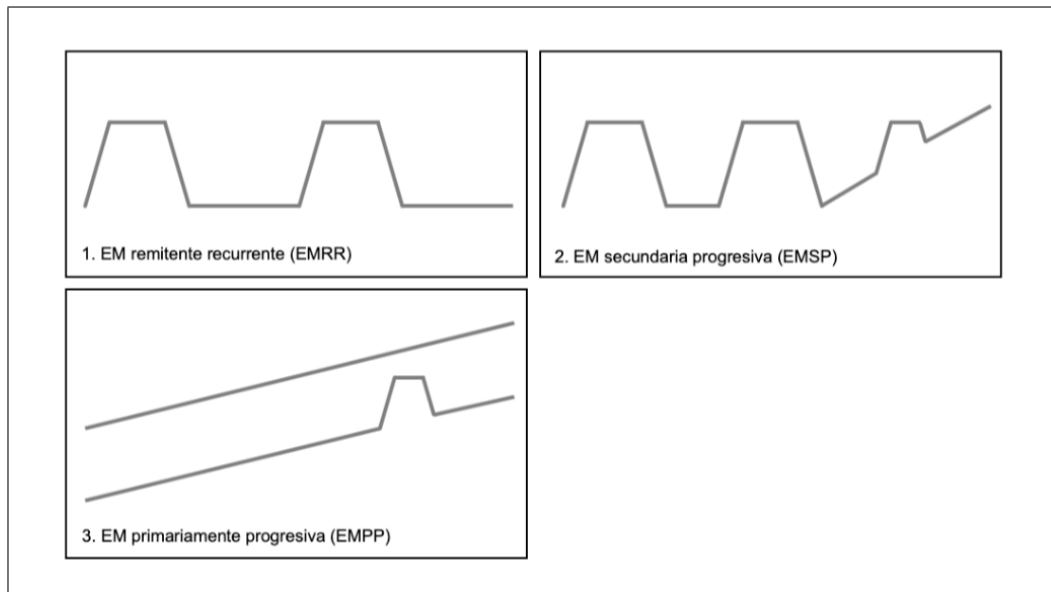 1. EM remitente recurrente (EMRR)
2. EM secundaria progresiva (EMSP)
3. EM primariamente progresiva (EMPP)